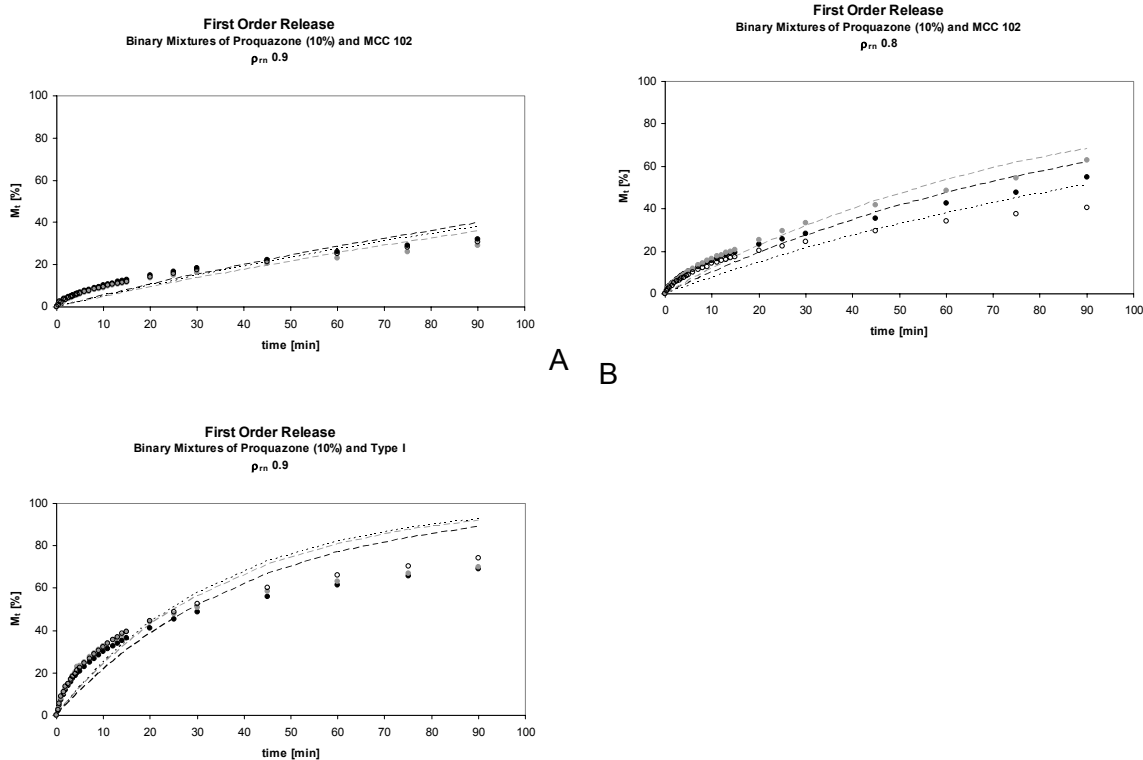 First Order Release
Binary Mixtures of Proquazone (10%) and MCC 102
ρrn 0.9
100
80
60
40
20
0
Mt [%]
0 10 20 30 40 50 60 70 80 90 100
time [min]
First Order Release
Binary Mixtures of Proquazone (10%) and MCC 102
ρrn 0.8
100
80
60
40
20
0
Mt [%]
0 10 20 30 40 50 60 70 80 90 100
time [min]
A B
First Order Release
Binary Mixtures of Proquazone (10%) and Type I
ρrn 0.9
100
80
60
40
20
0
Mt [%]
0 10 20 30 40 50 60 70 80 90 100
time [min]